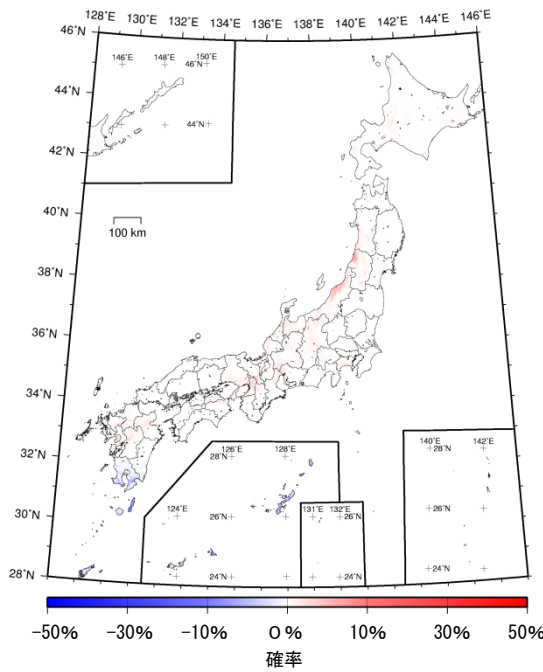 128°E 130°E 132°E 134°E 136°E 138°E 140°E 142°E 144°E 146°E
46°N
146°E 148°E 150°E
46°N
44°N
44°N
42°N
40°N
100 km
38°N
36°N
34°N
32°N
126°E 128°E
28°N
140°E 142°E
28°N
30°N
124°E
26°N
131°E 132°E
26°N
26°N
28°N
24°N
24°N
24°N
-50% -30% -10% 0% 10% 30% 50%
確率